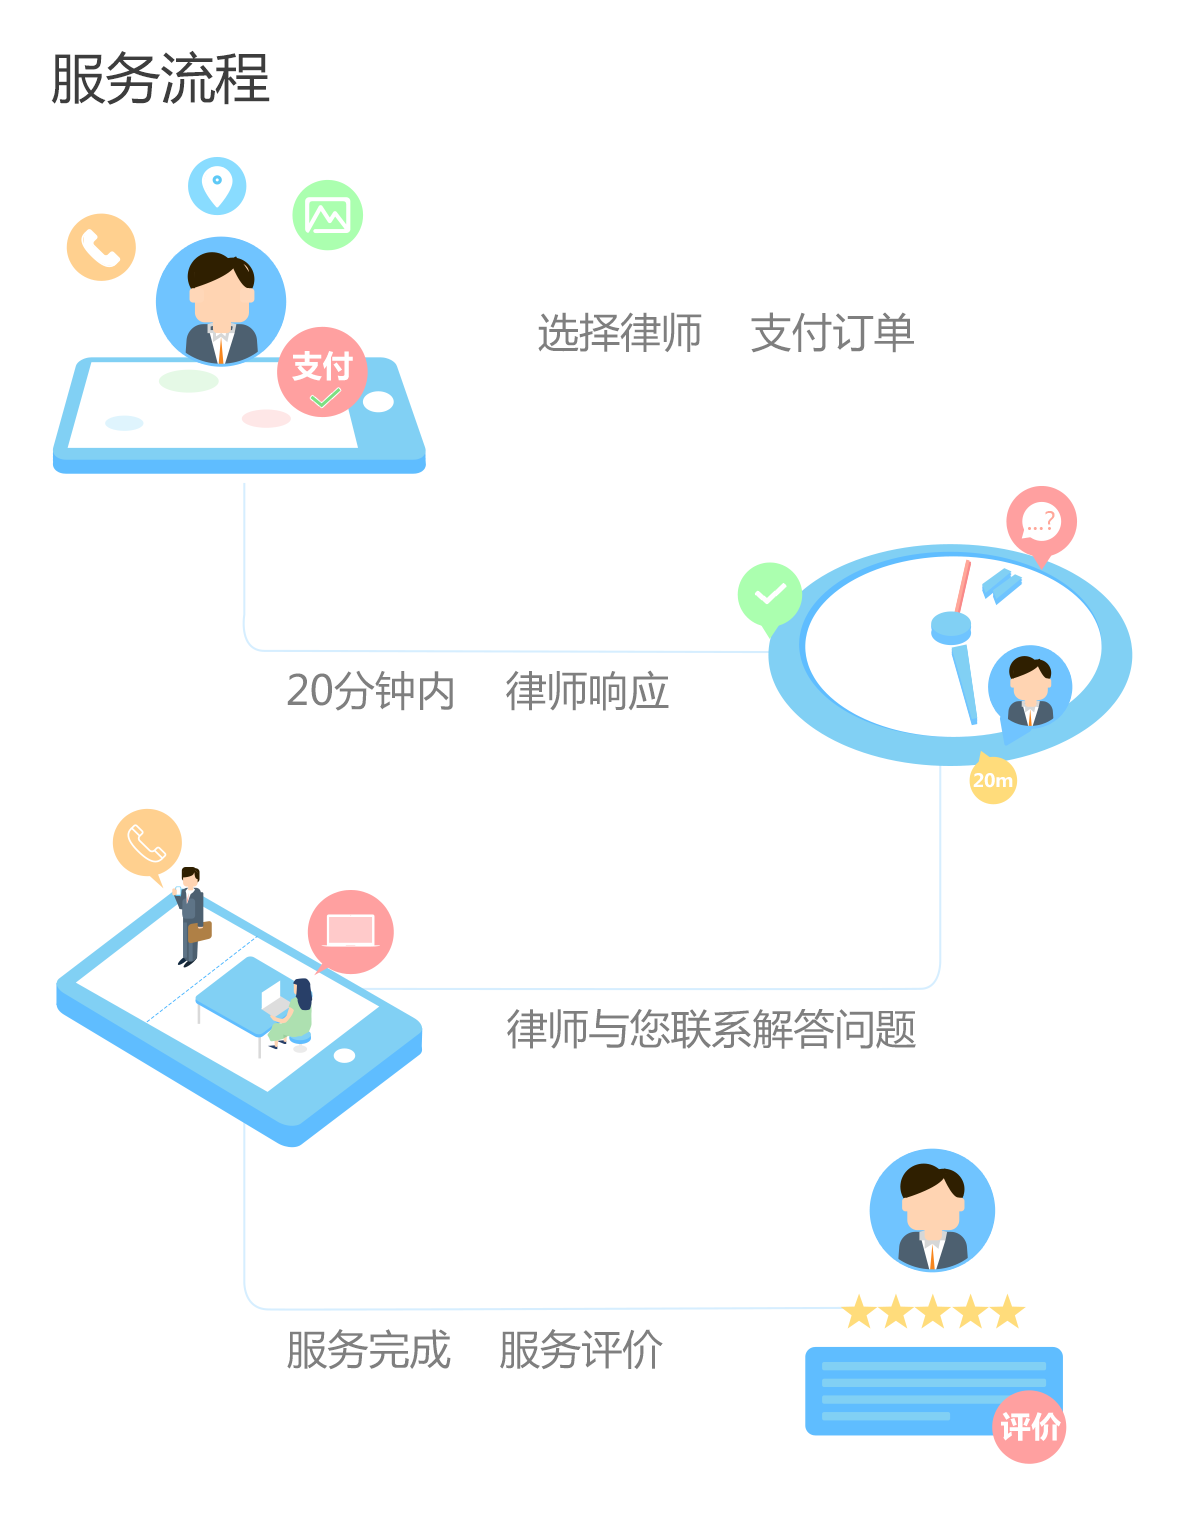 服务流程
支付
选择律师 支付订单
...?
20分钟内 律师响应
20m
律师与您联系解答问题
服务完成 服务评价
评价